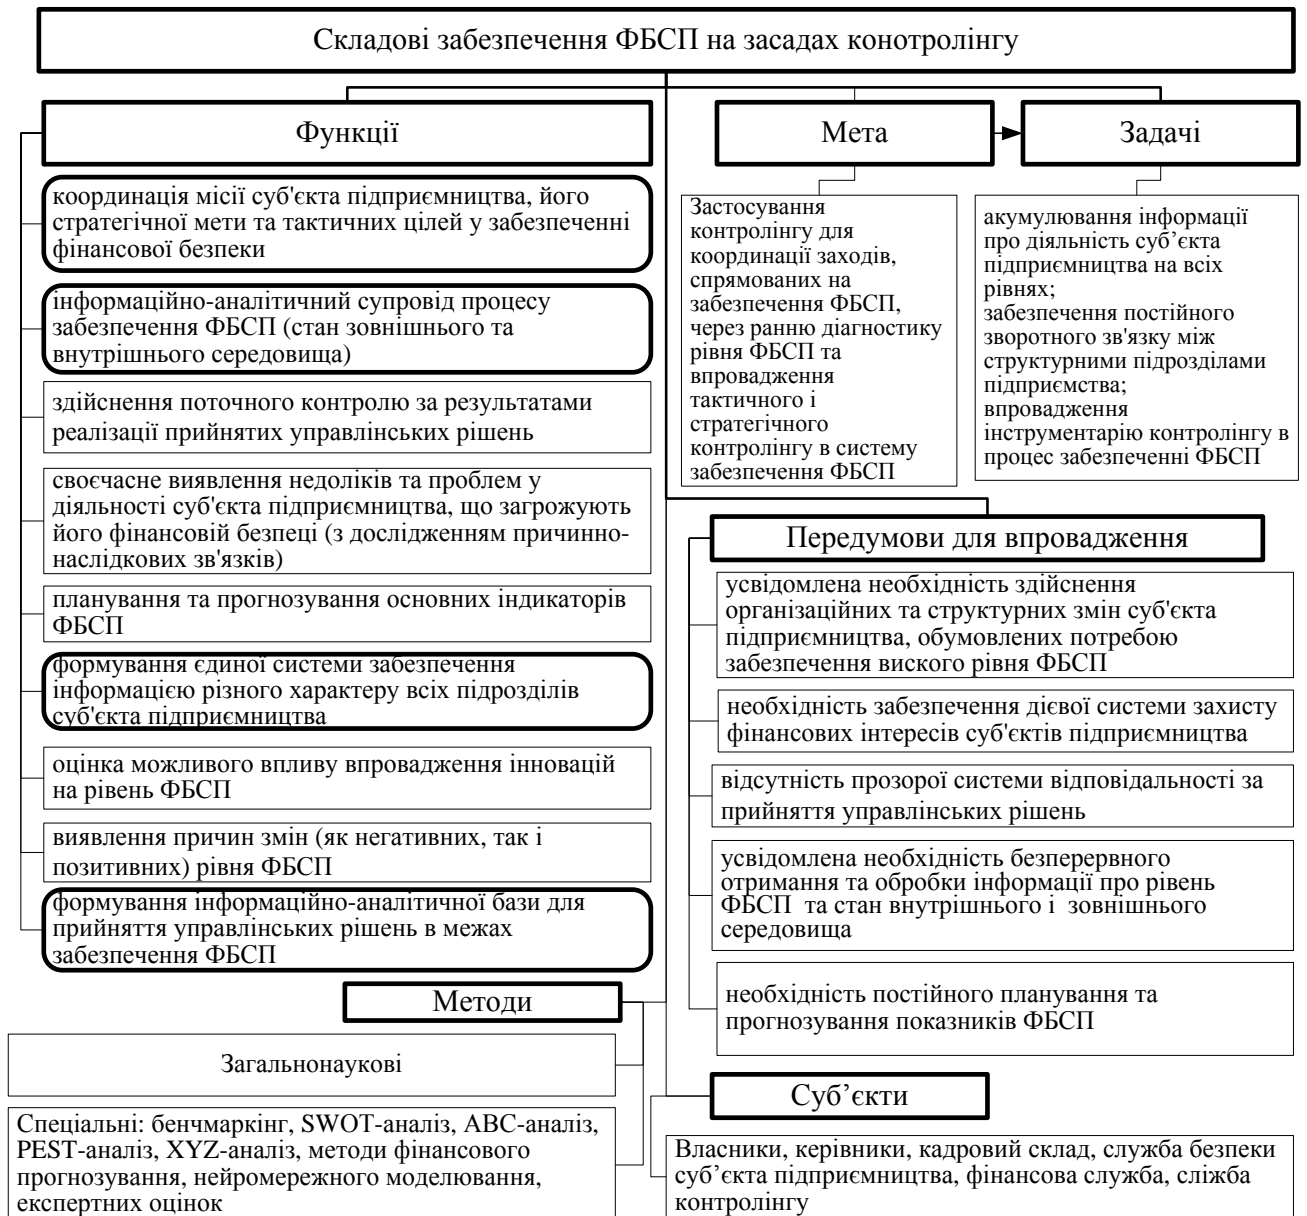 Складові забезпечення ФБСП на засадах конотролінгу
Функції
координація місії суб'єкта підприємництва, його
стратегічної мети та тактичних цілей у забезпеченні
фінансової безпеки
інформаційно-аналітичний супровід процесу
забезпечення ФБСП (стан зовнішнього та
внутрішнього середовища)
здійснення поточного контролю за результатами
реалізації прийнятих управлінських рішень
своєчасне виявлення недоліків та проблем у
діяльності суб'єкта підприємництва, що загрожують
його фінансовій безпеці (з дослідженням причинно-
наслідкових зв'язків)
планування та прогнозування основних індикаторів
ФБСП
формування єдиної системи забезпечення
інформацією різного характеру всіх підрозділів
суб'єкта підприємництва
оцінка можливого впливу впровадження інновацій
на рівень ФБСП
виявлення причин змін (як негативних, так і
позитивних) рівня ФБСП
формування інформаційно-аналітичної бази для
прийняття управлінських рішень в межах
забезпечення ФБСП
Мета
Застосування
контролінгу для
координації заходів,
спрямованих на
забезпечення ФБСП,
через ранню діагностику
рівня ФБСП та
впровадження
тактичного і
стратегічного
контролінгу в систему
забезпечення ФБСП
Задачі
акумулювання інформації
про діяльність суб’єкта
підприємництва на всіх
рівнях;
забезпечення постійного
зворотного зв'язку між
структурними підрозділами
підприємства;
впровадження
інструментарію контролінгу в
процес забезпеченні ФБСП
Передумови для впровадження
усвідомлена необхідність здійснення
організаційних та структурних змін суб'єкта
підприємництва, обумовлених потребою
забезпечення виского рівня ФБСП
необхідність забезпечення дієвої системи захисту
фінансових інтересів суб'єктів підприємництва
відсутність прозорої системи відповідальності за
прийняття управлінських рішень
усвідомлена необхідність безперервного
отримання та обробки інформації про рівень
ФБСП та стан внутрішнього і зовнішнього
середовища
необхідність постійного планування та
прогнозування показників ФБСП
Методи
Загальнонаукові
Спеціальні: бенчмаркінг, SWOT-аналіз, ABC-аналіз,
PEST-аналіз, XYZ-аналіз, методи фінансового
прогнозування, нейромережного моделювання,
експертних оцінок
Суб’єкти
Власники, керівники, кадровий склад, служба безпеки
суб’єкта підприємництва, фінансова служба, сліжба
контролінгу